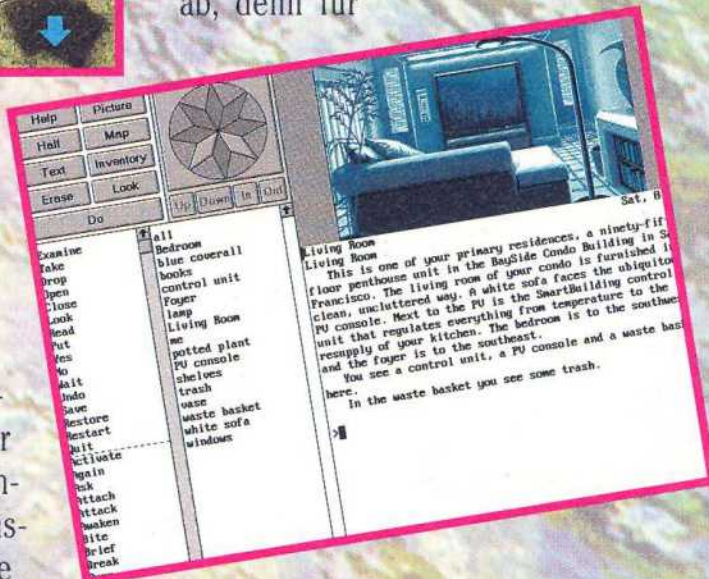 ab, denn für
Help Picture
Half Map
Text Inventory
Erase Look
Do
Up Down In Out
Examine
Take
Drop
Open
Close
Look
Read
Put
Yes
No
Wait
Undo
Save
Restore
Restart
Quit
Activate
Again
Ask
Attach
Attack
Awaken
Bite
Brief
Break
all
Bedroom
blue coverall
books
control unit
Foyer
lamp
Living Room
me
potted plant
PV console
shelves
trash
vase
waste basket
white sofa
windows
Sat,
Living Room
Living Room
This is one of your primary residences, a ninety-fif
floor penthouse unit in the BaySide Condo Building in S
Francisco. The living room of your condo is furnished i
clean, uncluttered way. A white sofa faces the ubiquitou
PV console. Next to the PV is the SmartBuilding control
unit that regulates everything from temperature to the
resupply of your kitchen. The bedroom is to the southwe
and the foyer is to the southeast.
You see a control unit, a PV console and a waste bas
here.
In the waste basket you see some trash.
>
r
n-
s-
e